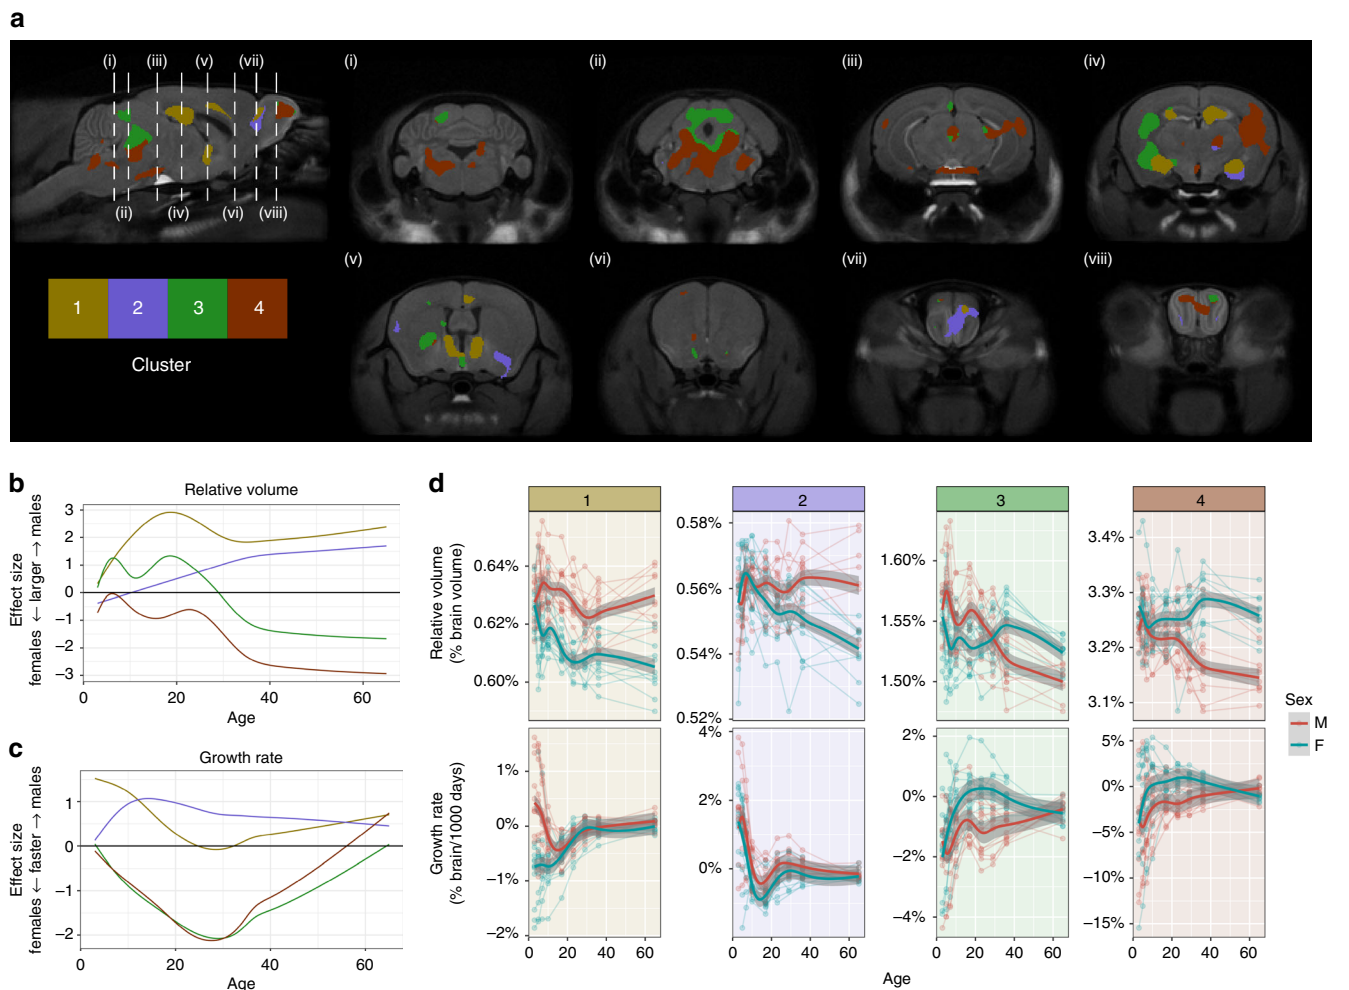 a
(i) (iii) (v) (vii)
(ii) (iv) (vi) (viii)
(i) (ii) (iii) (iv)
(v) (vi) (vii) (viii)
1 2 3 4
Cluster
b
Relative volume
Effect size
females ← larger → males
3
2
1
0
−1
−2
−3
0 20 40 60
Age
c
Growth rate
Effect size
females ← faster → males
1
0
−1
−2
0 20 40 60
Age
d
1 2 3 4
Relative volume
(% brain volume)
0.64%
0.62%
0.60%
0.58%
0.56%
0.54%
0.52%
1.60%
1.55%
1.50%
3.4%
3.3%
3.2%
3.1%
Growth rate
(% brain/1000 days)
1%
0%
−1%
−2%
4%
2%
0%
2%
0%
−2%
−4%
5%
0%
−5%
−10%
−15%
0 20 40 60 0 20 40 60 0 20 40 60 0 20 40 60
Age
Sex
M
F